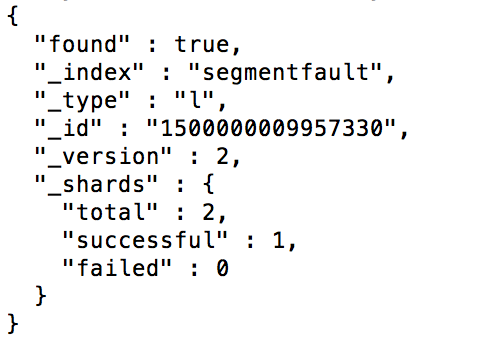 {
  "found" : true,
  "_index" : "segmentfault",
  "_type" : "l",
  "_id" : "1500000009957330",
  "_version" : 2,
  "_shards" : {
    "total" : 2,
    "successful" : 1,
    "failed" : 0
  }
}